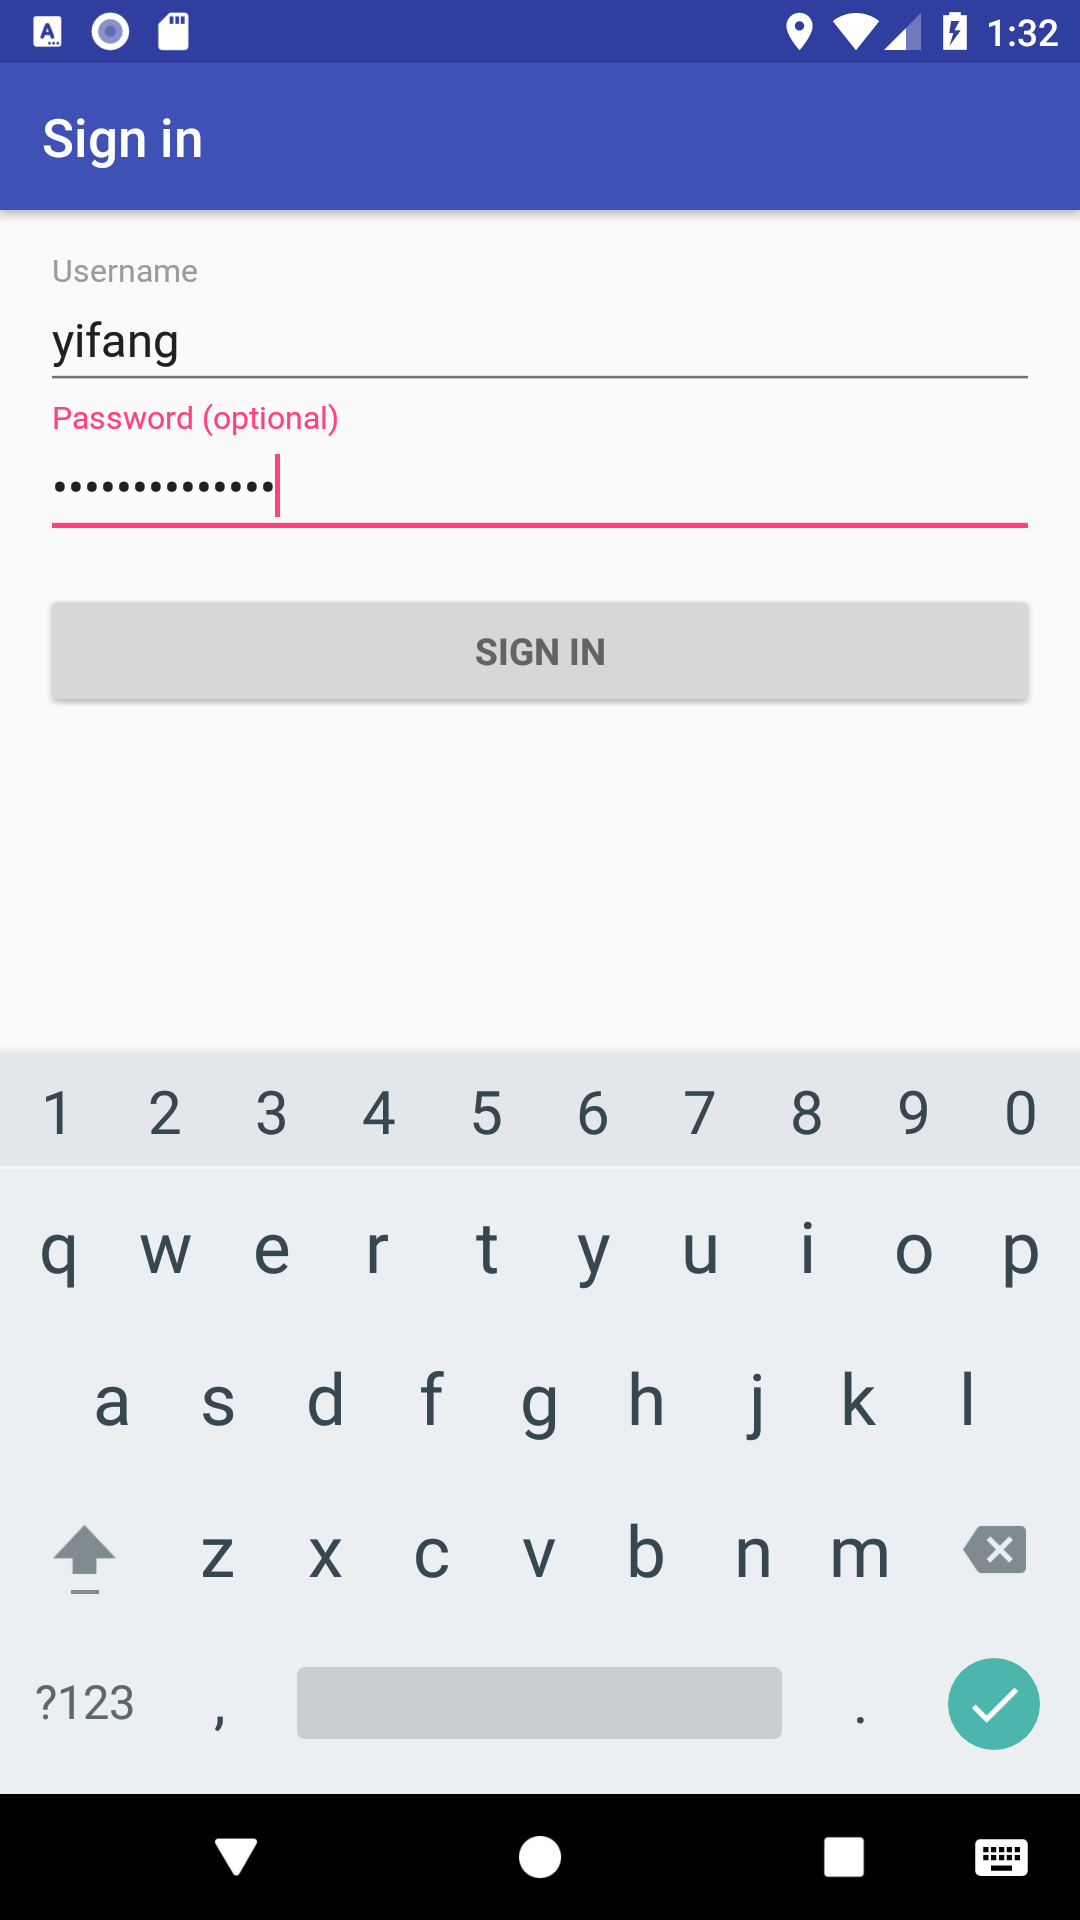 1:32
Sign in
Username
yifang
Password (optional)
••••••••••••••
SIGN IN
1 2 3 4 5 6 7 8 9 0
q w e r t y u i o p
a s d f g h j k l
z x c v b n m
?123 , .